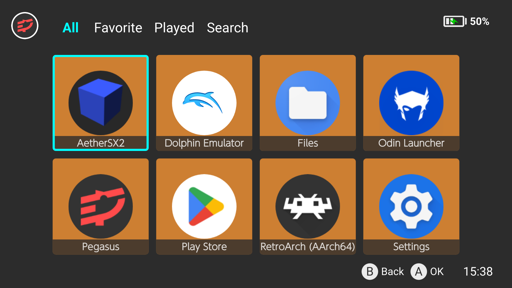 All Favorite Played Search
50%
AetherSX2 Dolphin Emulator Files Odin Launcher
Pegasus Play Store RetroArch (AArch64) Settings
B Back A OK 15:38